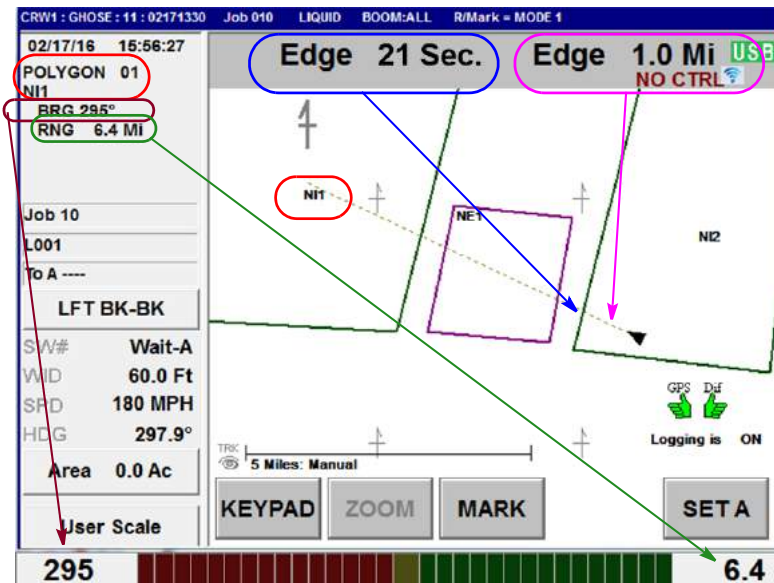 CRW1 : GHOSE : 11 : 02171330 Job 010 LIQUID BOOM:ALL R/Mark = MODE 1
02/17/16 15:56:27
POLYGON 01
NI1
BRG 295°
RNG 6.4 Mi
Edge 21 Sec.
Edge 1.0 Mi
USB
NO CTRL
NI1
NE1
NI2
Job 10
L001
To A ----
LFT BK-BK
SW# Wait-A
WID 60.0 Ft
SPD 180 MPH
HDG 297.9°
Area 0.0 Ac
User Scale
GPS Dif
Logging is ON
TRK
5 Miles: Manual
KEYPAD ZOOM MARK SET A
295 6.4